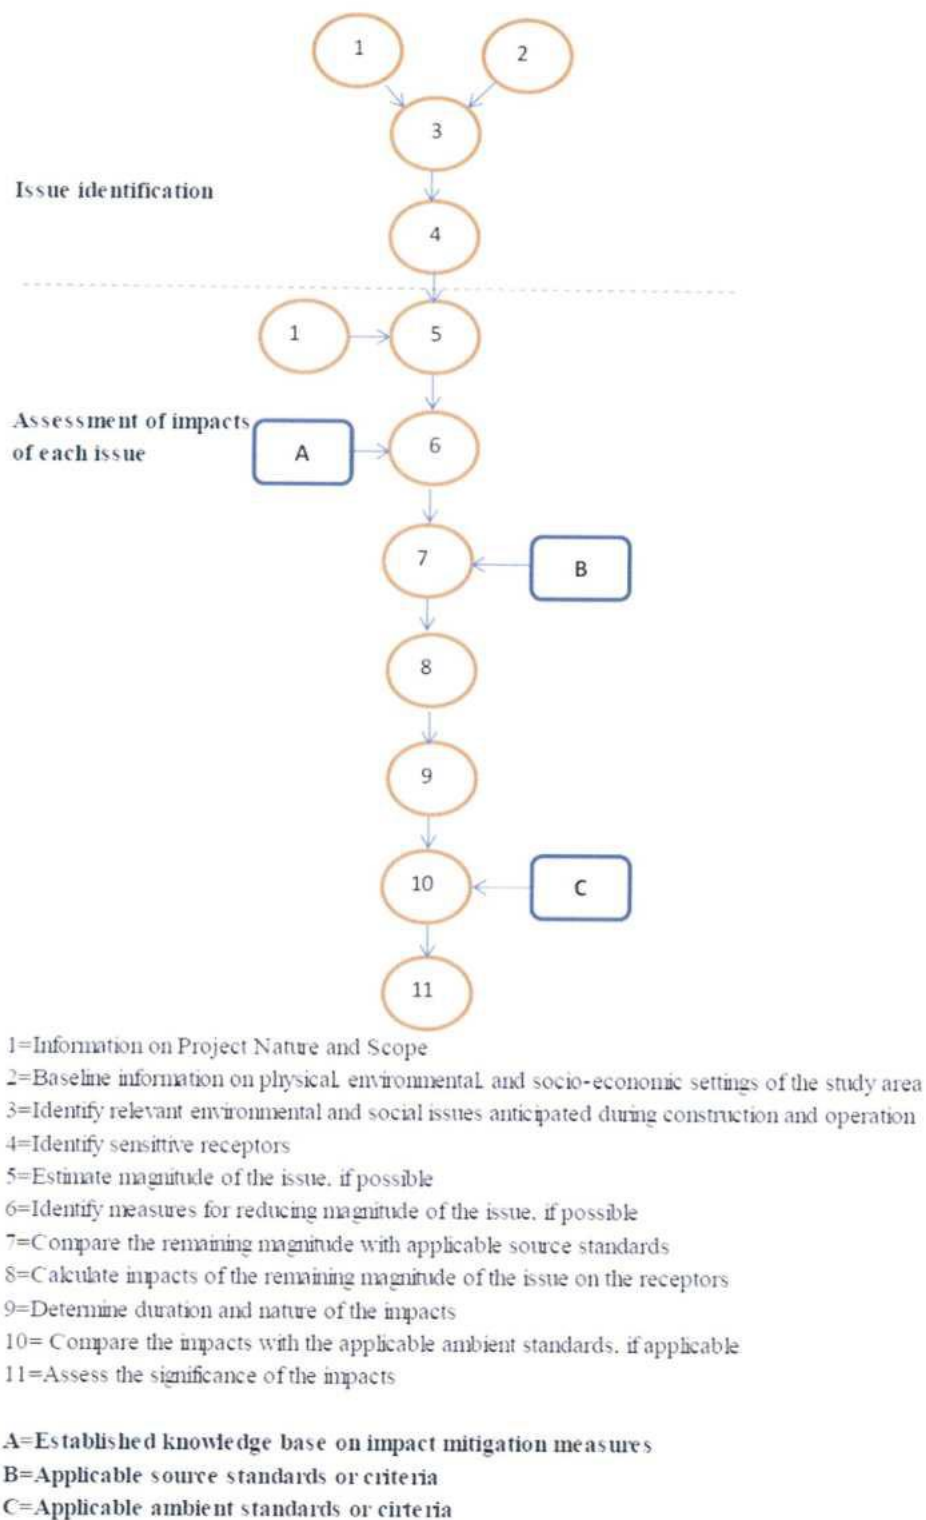 1
2
3
Issue identification
4
1
5
Assessment of impacts
of each issue
A
6
7
B
8
9
10
C
11
1=Information on Project Nature and Scope
2=Baseline information on physical, environmental, and socio-economic settings of the study area
3=Identify relevant environmental and social issues anticipated during construction and operation
4=Identify sensittive receptors
5=Estimate magnitude of the issue, if possible
6=Identify measures for reducing magnitude of the issue, if possible
7=Compare the remaining magnitude with applicable source standards
8=Calculate impacts of the remaining magnitude of the issue on the receptors
9=Determine duration and nature of the impacts
10= Compare the impacts with the applicable ambient standards, if applicable
11=Assess the significance of the impacts
A=Established knowledge base on impact mitigation measures
B=Applicable source standards or criteria
C=Applicable ambient standards or cirteria